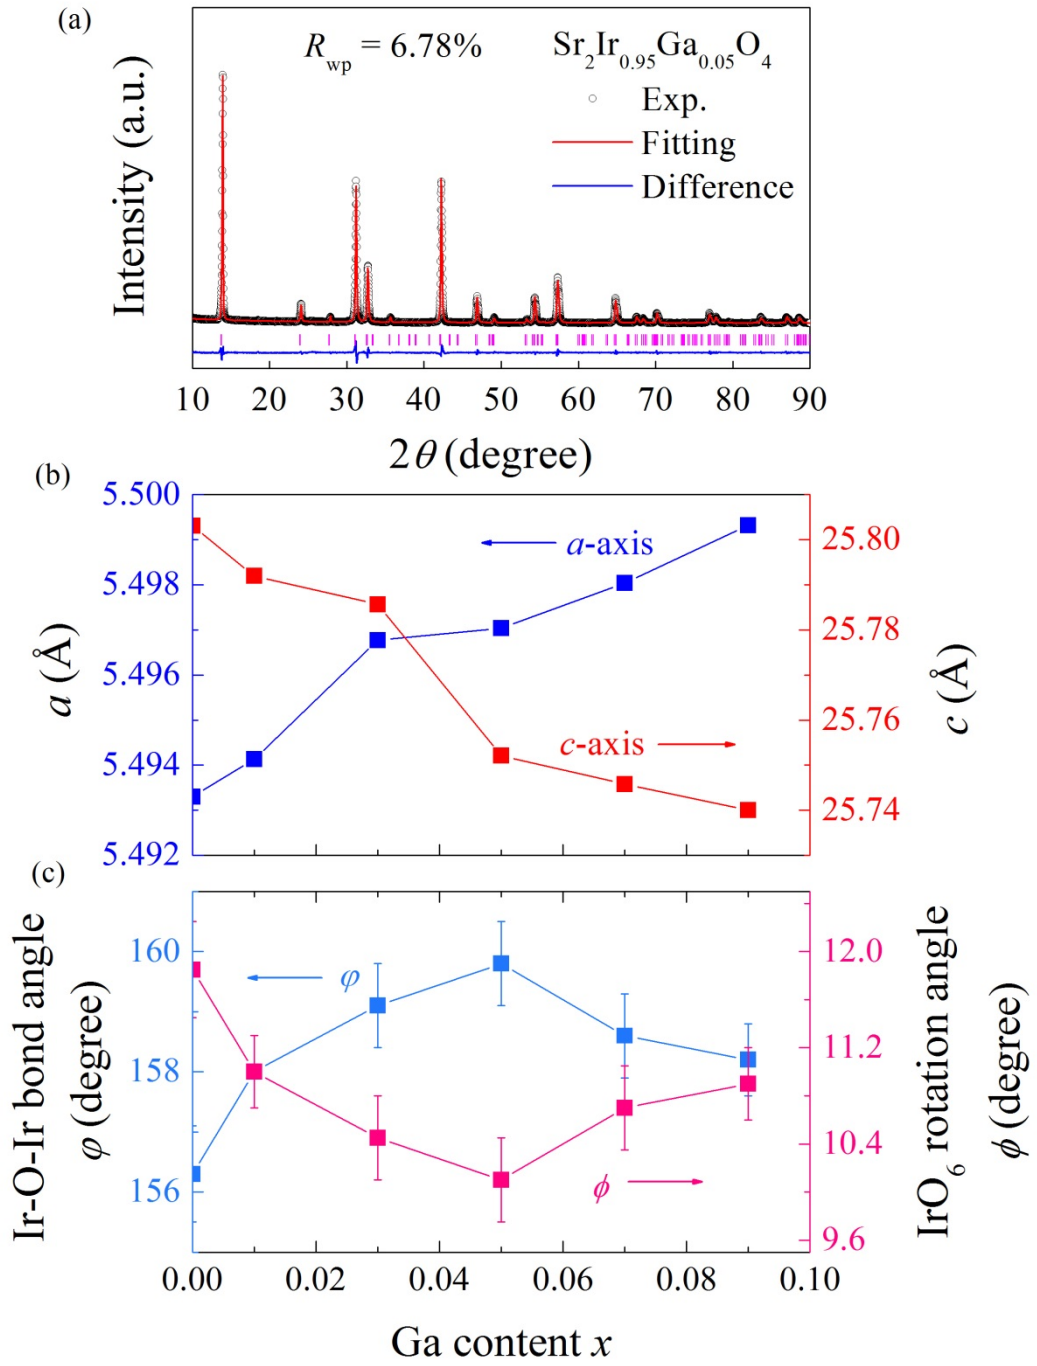 (a)
R_wp = 6.78%
Sr₂Ir₀.₉₅Ga₀.₀₅O₄
Exp.
Fitting
Difference
Intensity (a.u.)
10 20 30 40 50 60 70 80 90
2θ (degree)
(b)
5.500
5.498
5.496
5.494
5.492
a (Å)
a-axis
c-axis
25.80
25.78
25.76
25.74
c (Å)
(c)
160
158
156
Ir-O-Ir bond angle
φ (degree)
φ
ϕ
12.0
11.2
10.4
9.6
IrO₆ rotation angle
ϕ (degree)
0.00 0.02 0.04 0.06 0.08 0.10
Ga content x